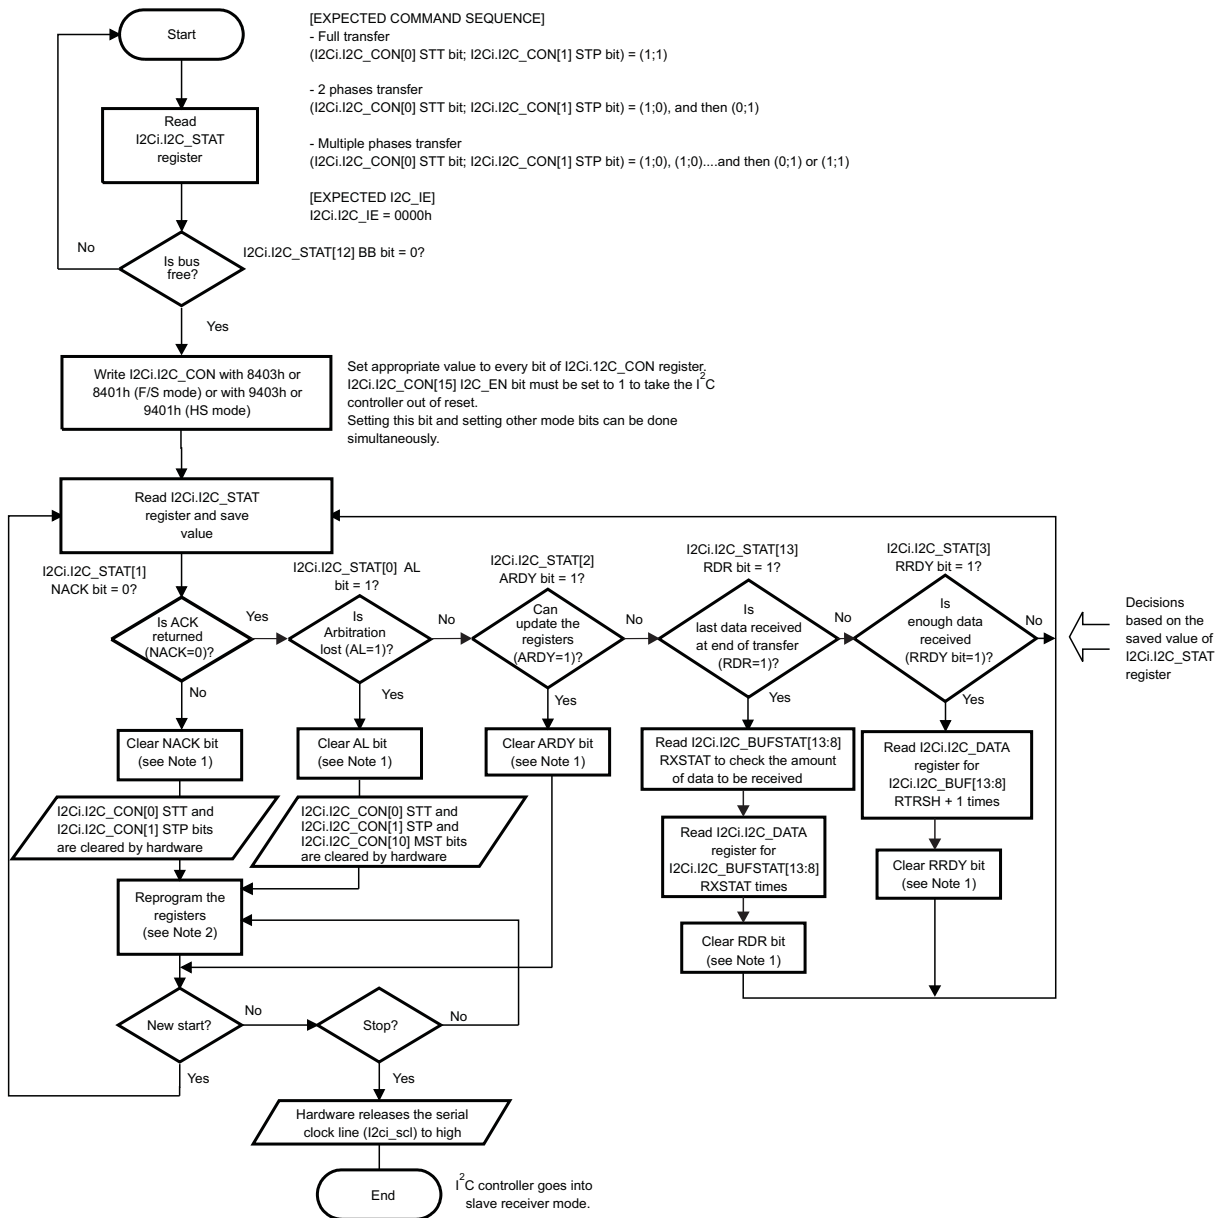 Start
[EXPECTED COMMAND SEQUENCE]
- Full transfer
(I2Ci.I2C_CON[0] STT bit; I2Ci.I2C_CON[1] STP bit) = (1;1)
- 2 phases transfer
(I2Ci.I2C_CON[0] STT bit; I2Ci.I2C_CON[1] STP bit) = (1;0), and then (0;1)
- Multiple phases transfer
(I2Ci.I2C_CON[0] STT bit; I2Ci.I2C_CON[1] STP bit) = (1;0), (1;0)....and then (0;1) or (1;1)
[EXPECTED I2C_IE]
I2Ci.I2C_IE = 0000h
Read
I2Ci.I2C_STAT
register
No
I2Ci.I2C_STAT[12] BB bit = 0?
Is bus
free?
Yes
Write I2Ci.I2C_CON with 8403h or
8401h (F/S mode) or with 9403h or
9401h (HS mode)
Set appropriate value to every bit of I2Ci.12C_CON register.
I2Ci.I2C_CON[15] I2C_EN bit must be set to 1 to take the I2C
controller out of reset.
Setting this bit and setting other mode bits can be done
simultaneously.
Read I2Ci.I2C_STAT
register and save
value
I2Ci.I2C_STAT[1]
NACK bit = 0?
I2Ci.I2C_STAT[0] AL
bit = 1?
I2Ci.I2C_STAT[2]
ARDY bit = 1?
I2Ci.I2C_STAT[13]
RDR bit = 1?
I2Ci.I2C_STAT[3]
RRDY bit = 1?
Is ACK
returned
(NACK=0)?
Yes
Is
Arbitration
lost (AL=1)?
No
Can
update the
registers
(ARDY=1)?
No
Is
last data received
at end of transfer
(RDR=1)?
No
Is
enough data
received
(RRDY bit=1)?
No
Decisions
based on the
saved value of
I2Ci.I2C_STAT
register
No
Yes
Yes
Yes
Yes
Clear NACK bit
(see Note 1)
Clear AL bit
(see Note 1)
Clear ARDY bit
(see Note 1)
Read I2Ci.I2C_BUFSTAT[13:8]
RXSTAT to check the amount
of data to be received
Read I2Ci.I2C_DATA
register for
I2Ci.I2C_BUF[13:8]
RTRSH + 1 times
I2Ci.I2C_CON[0] STT and
I2Ci.I2C_CON[1] STP bits
are cleared by hardware
I2Ci.I2C_CON[0] STT and
I2Ci.I2C_CON[1] STP and
I2Ci.I2C_CON[10] MST bits
are cleared by hardware
Read I2Ci.I2C_DATA
register for
I2Ci.I2C_BUFSTAT[13:8]
RXSTAT times
Clear RRDY bit
(see Note 1)
Reprogram the
registers
(see Note 2)
Clear RDR bit
(see Note 1)
New start?
No
Stop?
No
Yes
Yes
Hardware releases the serial
clock line (I2ci_scl) to high
End
I2C controller goes into
slave receiver mode.